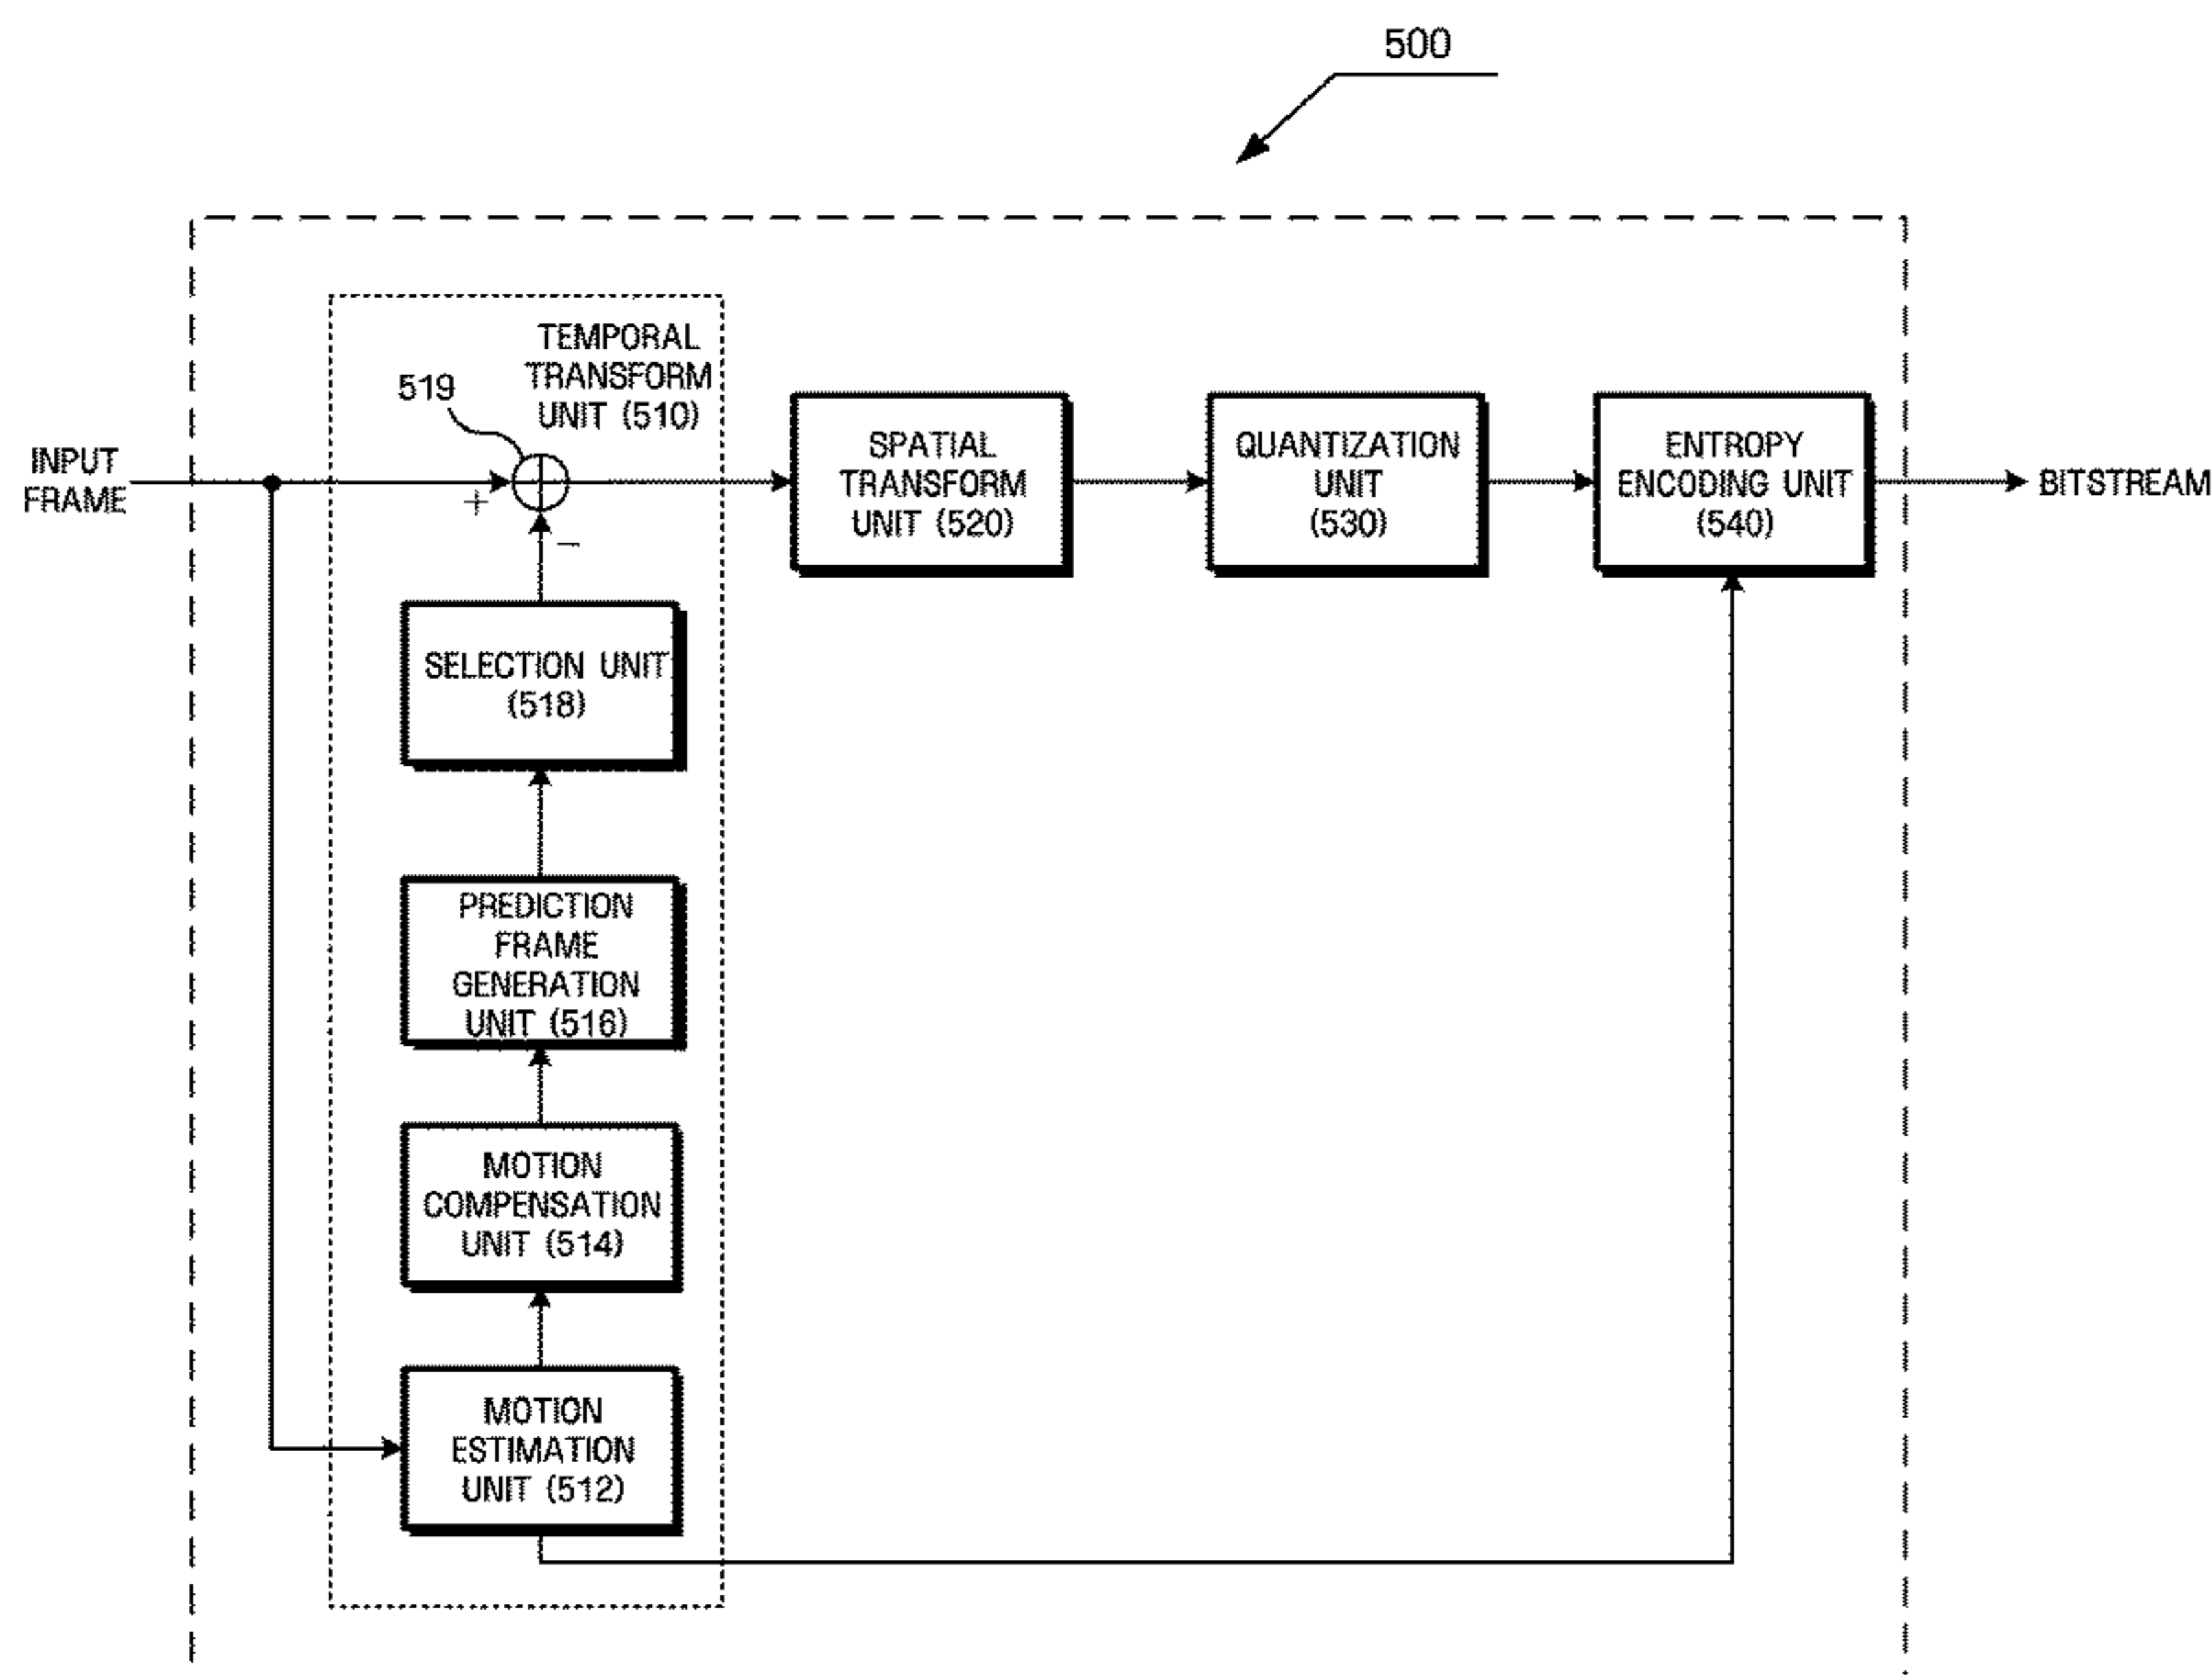 500
TEMPORAL
TRANSFORM
UNIT (510)
519
INPUT
FRAME
+
−
SPATIAL
TRANSFORM
UNIT (520)
QUANTIZATION
UNIT
(530)
ENTROPY
ENCODING UNIT
(540)
BITSTREAM
SELECTION UNIT
(518)
PREDICTION
FRAME
GENERATION
UNIT (516)
MOTION
COMPENSATION
UNIT (514)
MOTION
ESTIMATION
UNIT (512)